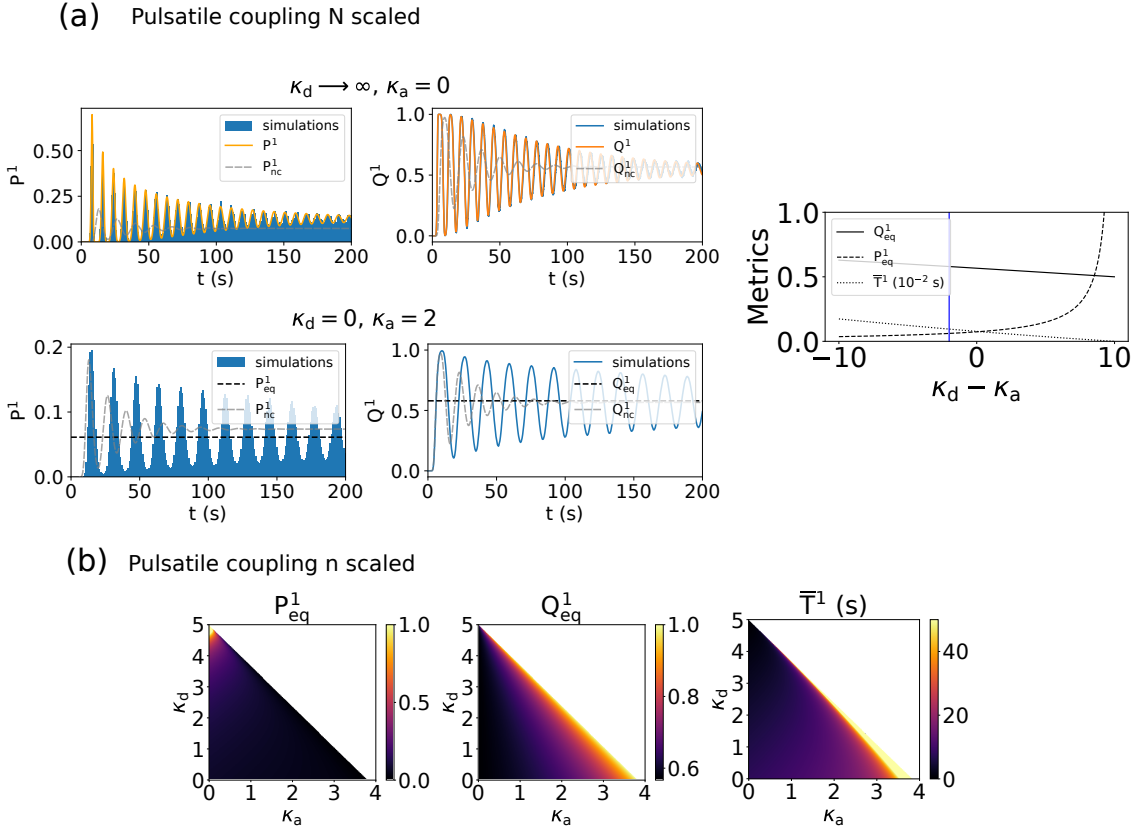 (a) Pulsatile coupling N scaled
κd ⟶ ∞, κa = 0
P¹
0.50
0.25
0.00
simulations
P¹
P¹nc
0 50 100 150 200
t (s)
Q¹
1.0
0.5
0.0
simulations
Q¹
Q¹nc
0 50 100 150 200
t (s)
κd = 0, κa = 2
P¹
0.2
0.1
0.0
simulations
P¹eq
P¹nc
0 50 100 150 200
t (s)
Q¹
1.0
0.5
0.0
simulations
Q¹eq
Q¹nc
0 50 100 150 200
t (s)
Metrics
1.0
0.5
0.0
Q¹eq
P¹eq
T̅¹ (10⁻² s)
−10 0 10
κd − κa
(b) Pulsatile coupling n scaled
P¹eq
κd
5
4
3
2
1
0
0 1 2 3 4
κa
1.0
0.5
0.0
Q¹eq
κd
5
4
3
2
1
0
0 1 2 3 4
κa
1.0
0.8
0.6
T̅¹ (s)
κd
5
4
3
2
1
0
0 1 2 3 4
κa
40
20
0